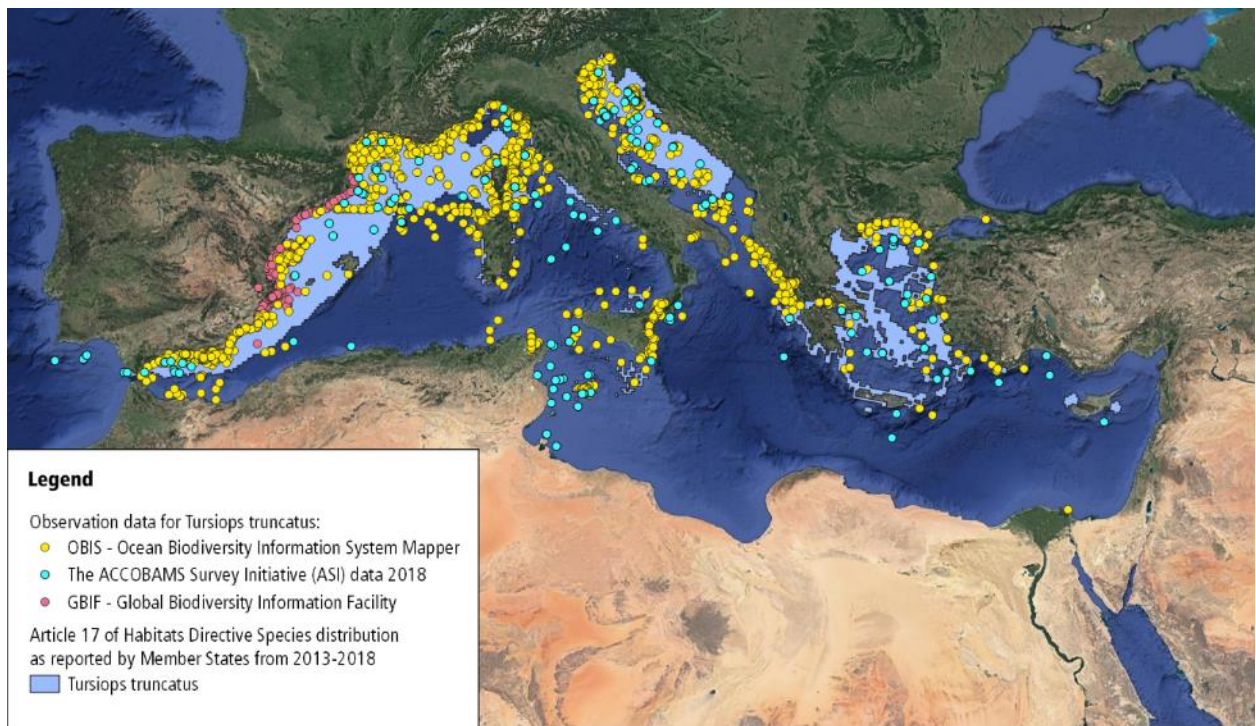 Legend
Observation data for Tursiops truncatus:
OBIS - Ocean Biodiversity Information System Mapper
The ACCOBAMS Survey Initiative (ASI) data 2018
GBIF - Global Biodiversity Information Facility
Article 17 of Habitats Directive Species distribution
as reported by Member States from 2013-2018
Tursiops truncatus